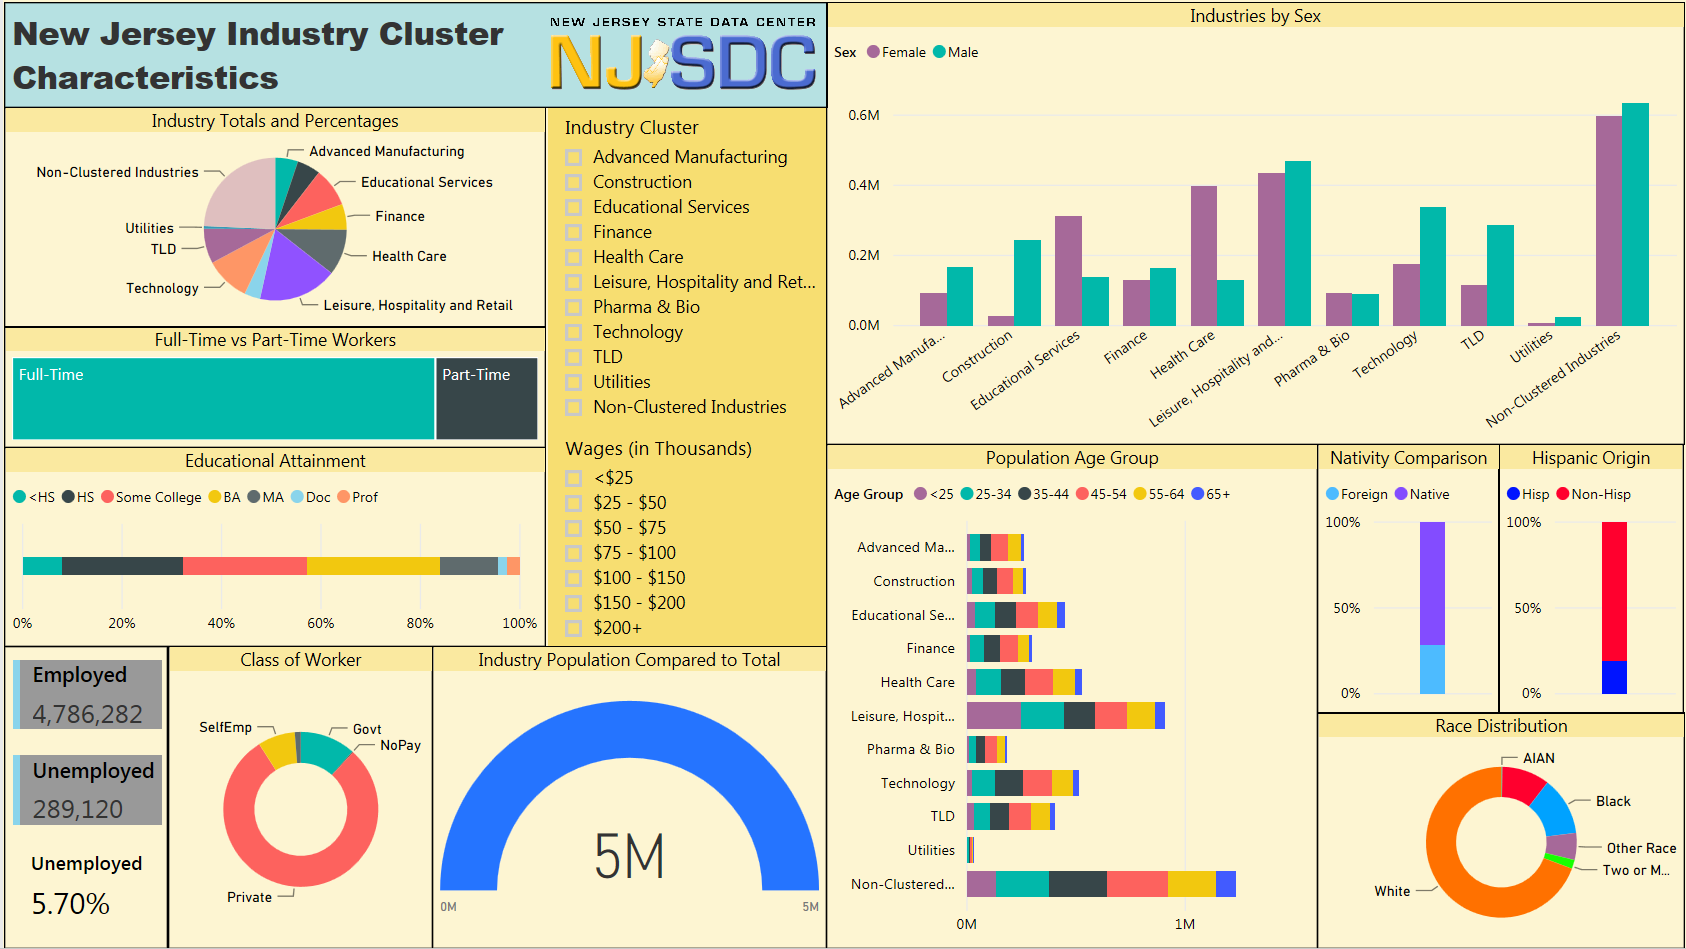 New Jersey Industry Cluster
Characteristics
NEW JERSEY STATE DATA CENTER
NJSDC
Industry Totals and Percentages
Advanced Manufacturing
Non-Clustered Industries
Educational Services
Finance
Utilities
TLD
Health Care
Technology
Leisure, Hospitality and Retail
Full-Time vs Part-Time Workers
Full-Time
Part-Time
Educational Attainment
<HS HS Some College BA MA Doc Prof
0% 20% 40% 60% 80% 100%
Industry Cluster
Advanced Manufacturing
Construction
Educational Services
Finance
Health Care
Leisure, Hospitality and Ret...
Pharma & Bio
Technology
TLD
Utilities
Non-Clustered Industries
Wages (in Thousands)
<$25
$25 - $50
$50 - $75
$75 - $100
$100 - $150
$150 - $200
$200+
Employed
4,786,282
Unemployed
289,120
Unemployed
5.70%
Class of Worker
SelfEmp
Govt
NoPay
Private
Industry Population Compared to Total
5M
0M 5M
Industries by Sex
Sex Female Male
0.6M
0.4M
0.2M
0.0M
Advanced Manufa...
Construction
Educational Services
Finance
Health Care
Leisure, Hospitality and...
Pharma & Bio
Technology
TLD
Utilities
Non-Clustered Industries
Population Age Group
Age Group <25 25-34 35-44 45-54 55-64 65+
Advanced Ma...
Construction
Educational Se...
Finance
Health Care
Leisure, Hospit...
Pharma & Bio
Technology
TLD
Utilities
Non-Clustered...
0M 1M
Nativity Comparison
Foreign Native
100%
50%
0%
Hispanic Origin
Hisp Non-Hisp
100%
50%
0%
Race Distribution
AIAN
Black
Other Race
Two or M...
White